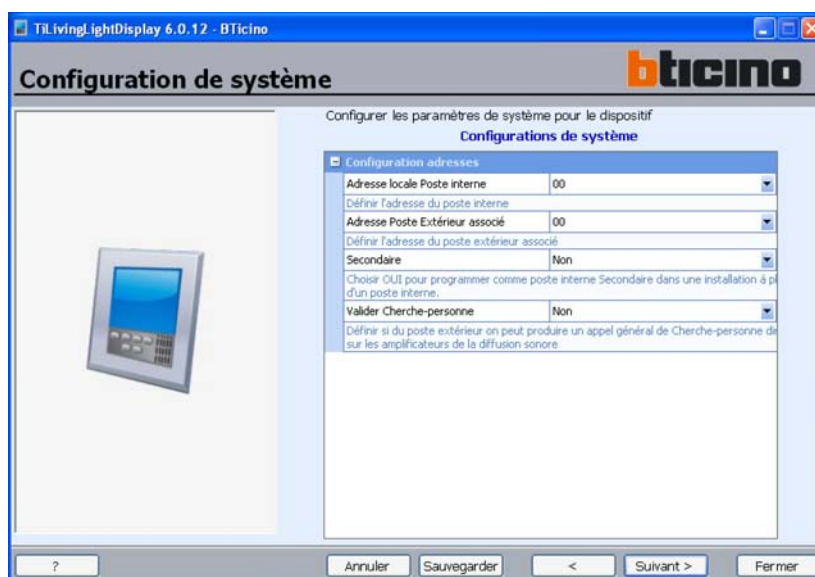 TiLivingLightDisplay 6.0.12 - BTicino
Configuration de système
bticino
Configurer les paramètres de système pour le dispositif
Configurations de système
Configuration adresses
Adresse locale Poste interne 00
Définir l'adresse du poste interne
Adresse Poste Extérieur associé 00
Définir l'adresse du poste extérieur associé
Secondaire Non
Choisir OUI pour programmer comme poste interne Secondaire dans une installation á pl
d'un poste interne.
Valider Cherche-personne Non
Définir si du poste extérieur on peut produire un appel général de Cherche-personne di
sur les amplificateurs de la diffusion sonore
? Annuler Sauvegarder < Suivant > Fermer